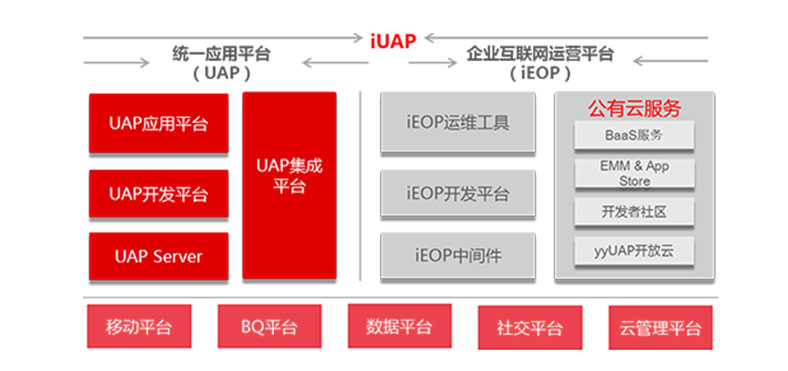 iUAP
统一应用平台
（UAP）
企业互联网运营平台
（iEOP）
UAP应用平台
UAP开发平台
UAP Server
UAP集成
平台
iEOP运维工具
iEOP开发平台
iEOP中间件
公有云服务
BaaS服务
EMM & App
Store
开发者社区
yyUAP开放云
移动平台
BQ平台
数据平台
社交平台
云管理平台